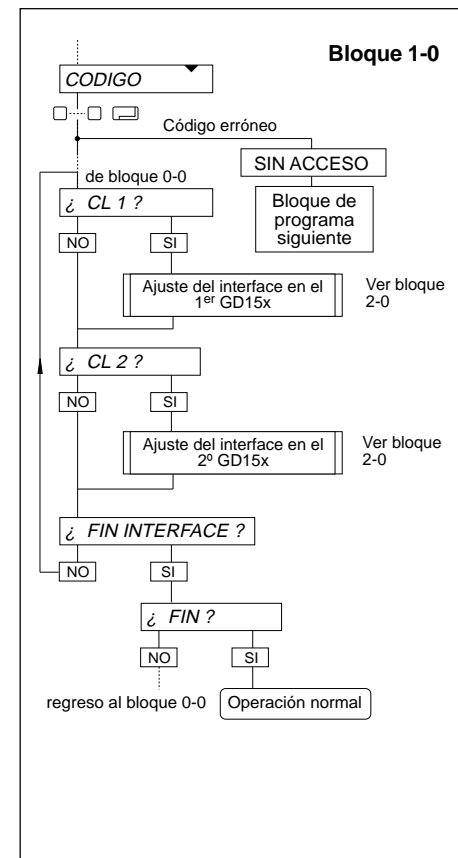 Bloque 1-0
CODIGO
Código erróneo
SIN ACCESO
Bloque de
programa
siguiente
de bloque 0-0
¿ CL 1 ?
NO
SI
Ajuste del interface en el
1er GD15x
Ver bloque
2-0
¿ CL 2 ?
NO
SI
Ajuste del interface en el
2º GD15x
Ver bloque
2-0
¿ FIN INTERFACE ?
NO
SI
¿ FIN ?
NO
SI
regreso al bloque 0-0
Operación normal